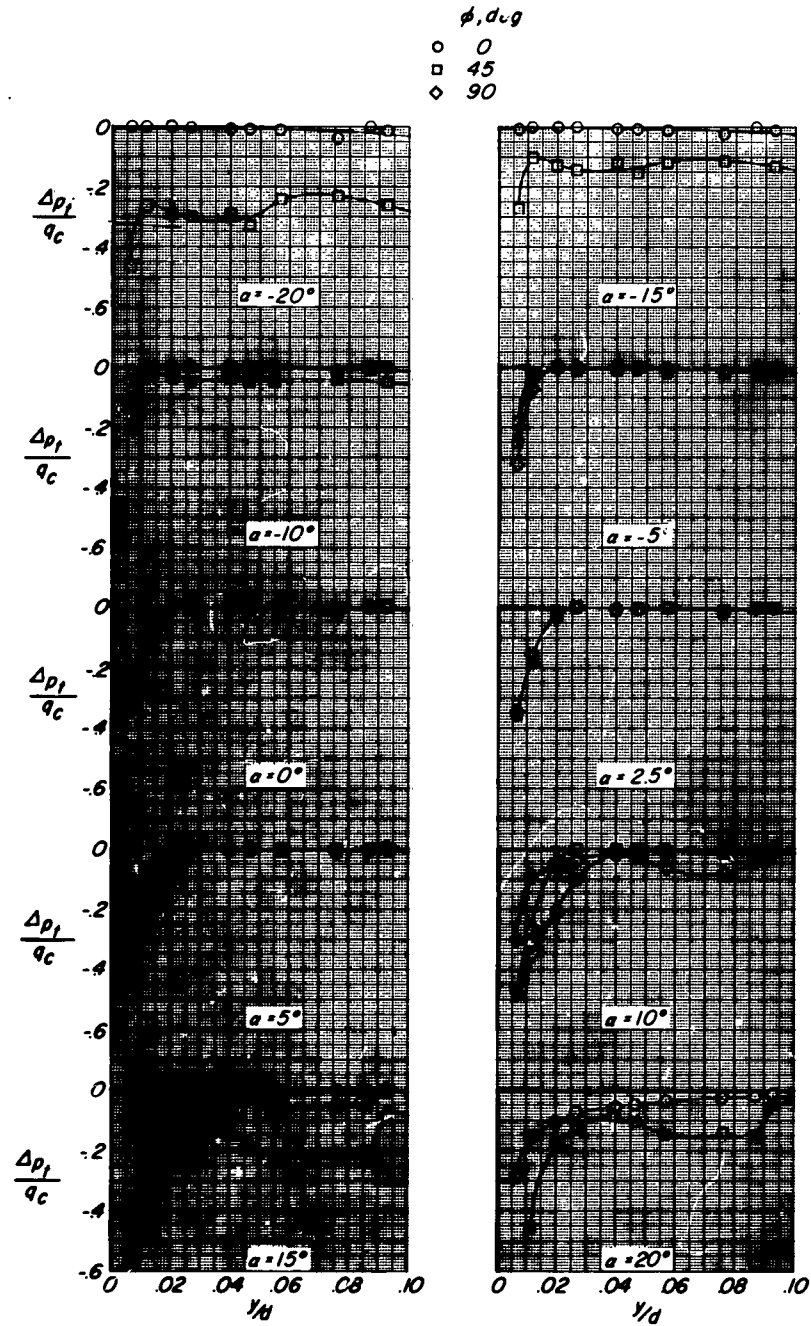 φ, deg
○ 0
□ 45
◇ 90
0
-.2
Δp_t/q_c
-.4
-.6
α = -20°
α = -15°
0
-.2
Δp_t/q_c
-.4
-.6
α = -10°
α = -5°
0
-.2
Δp_t/q_c
-.4
-.6
α = 0°
α = 2.5°
0
-.2
Δp_t/q_c
-.4
-.6
α = 5°
α = 10°
0
-.2
Δp_t/q_c
-.4
-.6
α = 15°
α = 20°
0 .02 .04 .06 .08 .10
0 .02 .04 .06 .08 .10
y/d
y/d